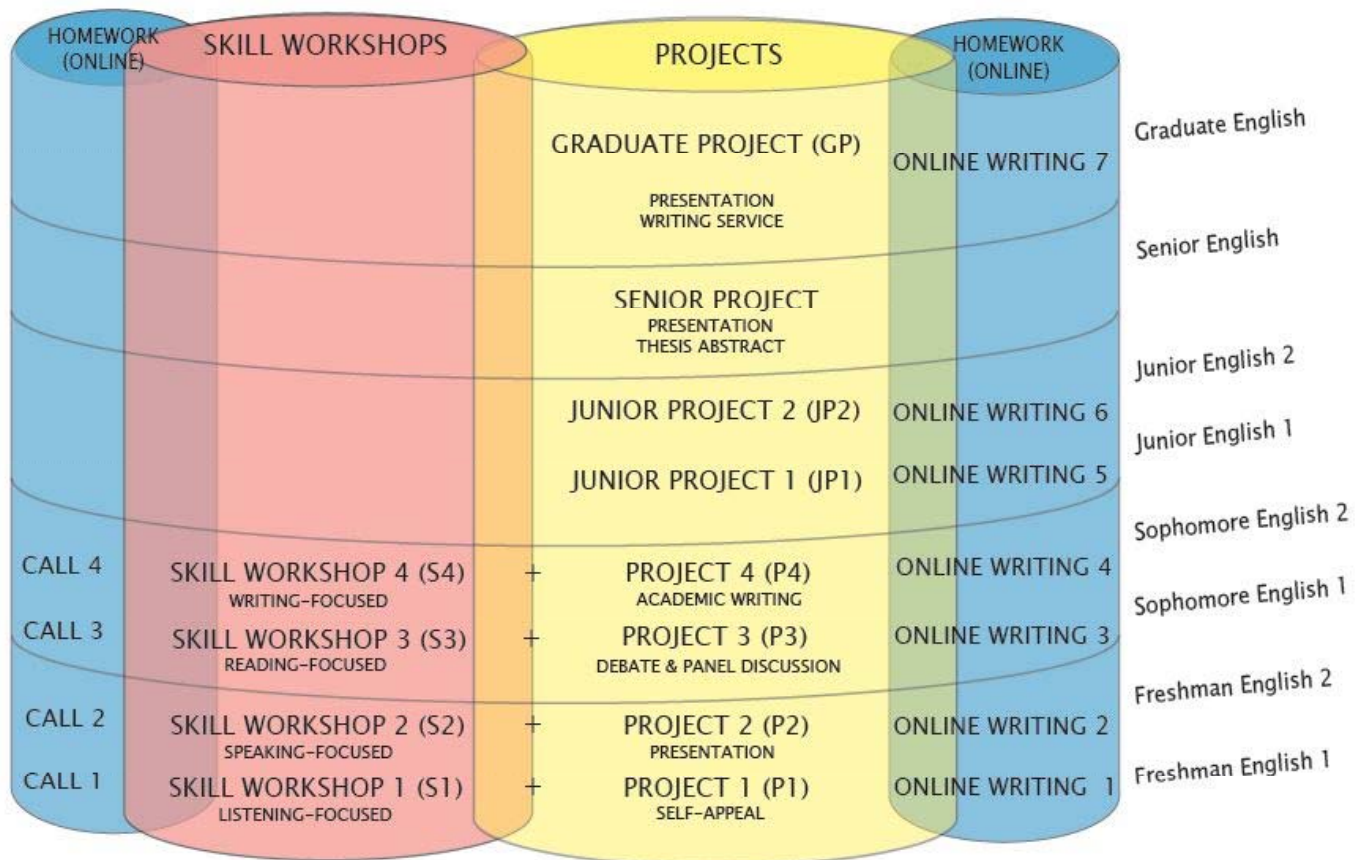 HOMEWORK
(ONLINE)
SKILL WORKSHOPS
PROJECTS
HOMEWORK
(ONLINE)
GRADUATE PROJECT (GP)
PRESENTATION
WRITING SERVICE
ONLINE WRITING 7
Graduate English
SENIOR PROJECT
PRESENTATION
THESIS ABSTRACT
Senior English
JUNIOR PROJECT 2 (JP2)
ONLINE WRITING 6
Junior English 2
JUNIOR PROJECT 1 (JP1)
ONLINE WRITING 5
Junior English 1
CALL 4
SKILL WORKSHOP 4 (S4)
WRITING-FOCUSED
+
PROJECT 4 (P4)
ACADEMIC WRITING
ONLINE WRITING 4
Sophomore English 2
CALL 3
SKILL WORKSHOP 3 (S3)
READING-FOCUSED
+
PROJECT 3 (P3)
DEBATE & PANEL DISCUSSION
ONLINE WRITING 3
Sophomore English 1
CALL 2
SKILL WORKSHOP 2 (S2)
SPEAKING-FOCUSED
+
PROJECT 2 (P2)
PRESENTATION
ONLINE WRITING 2
Freshman English 2
CALL 1
SKILL WORKSHOP 1 (S1)
LISTENING-FOCUSED
+
PROJECT 1 (P1)
SELF-APPEAL
ONLINE WRITING 1
Freshman English 1